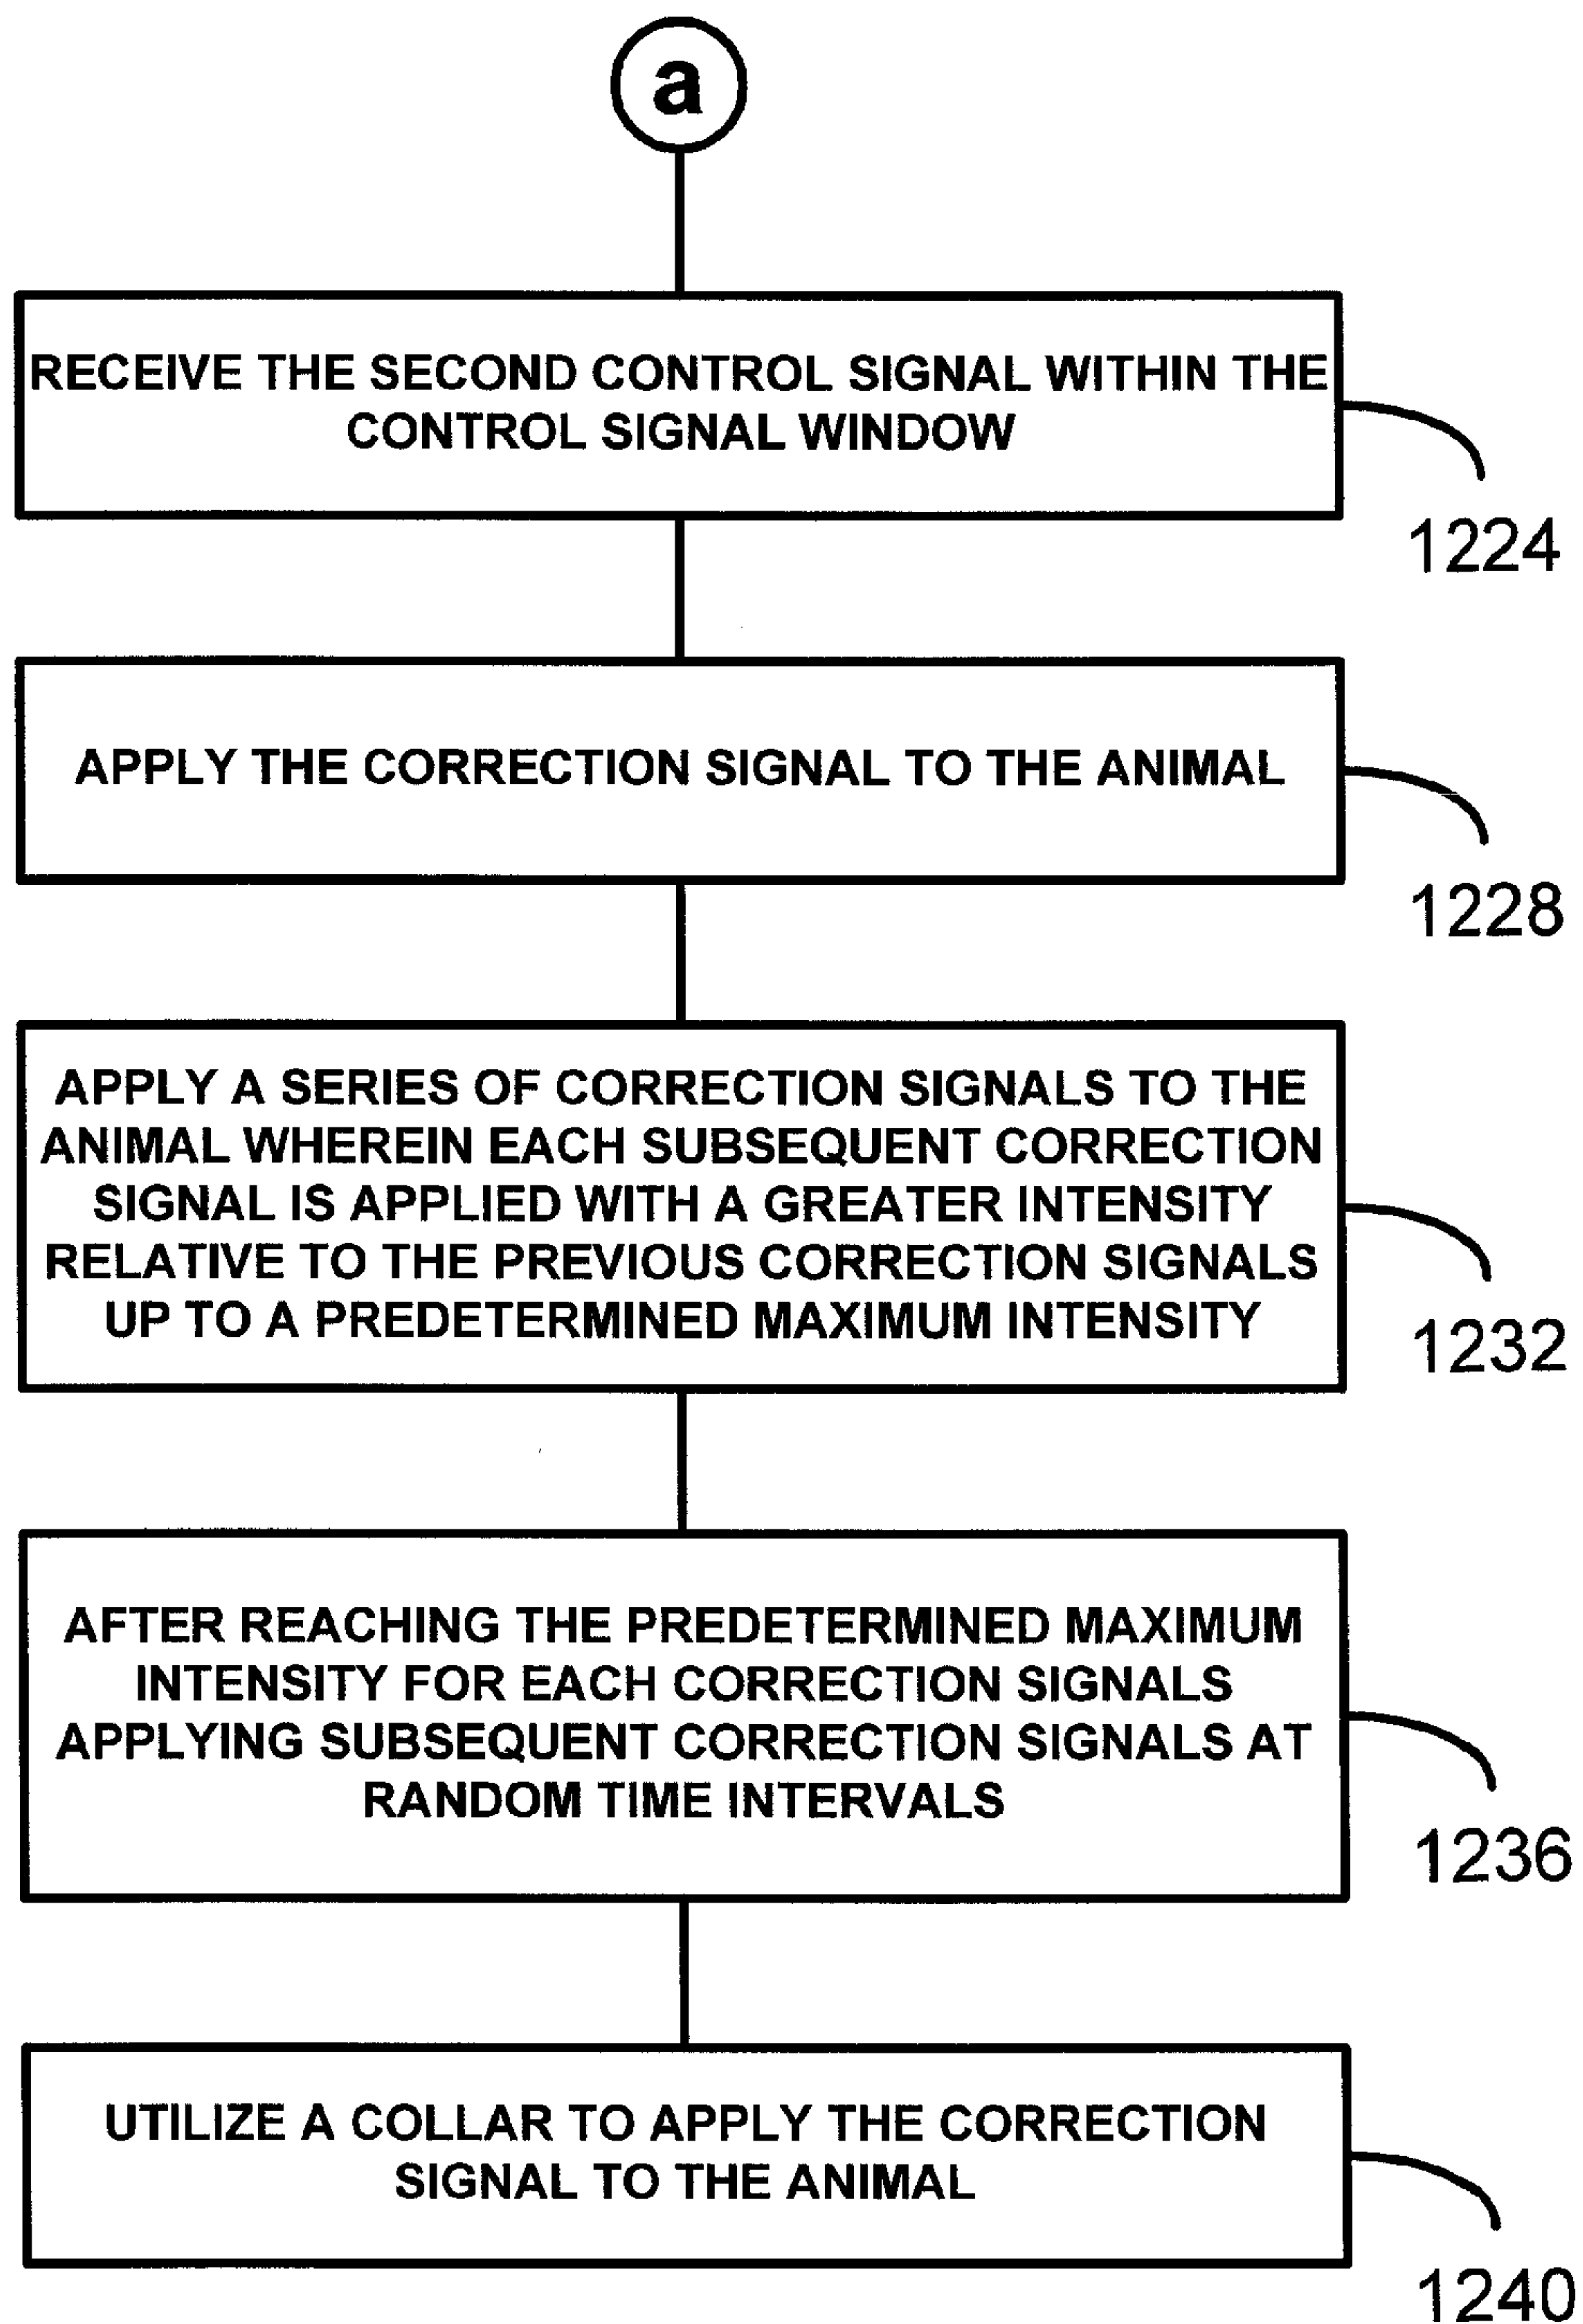 a
RECEIVE THE SECOND CONTROL SIGNAL WITHIN THE
CONTROL SIGNAL WINDOW
1224
APPLY THE CORRECTION SIGNAL TO THE ANIMAL
1228
APPLY A SERIES OF CORRECTION SIGNALS TO THE
ANIMAL WHEREIN EACH SUBSEQUENT CORRECTION
SIGNAL IS APPLIED WITH A GREATER INTENSITY
RELATIVE TO THE PREVIOUS CORRECTION SIGNALS
UP TO A PREDETERMINED MAXIMUM INTENSITY
1232
AFTER REACHING THE PREDETERMINED MAXIMUM
INTENSITY FOR EACH CORRECTION SIGNALS
APPLYING SUBSEQUENT CORRECTION SIGNALS AT
RANDOM TIME INTERVALS
1236
UTILIZE A COLLAR TO APPLY THE CORRECTION
SIGNAL TO THE ANIMAL
1240